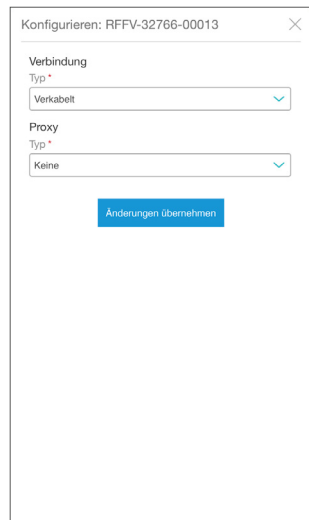 Konfigurieren: RFFV-32766-00013
Verbindung
Typ *
Verkabelt
Proxy
Typ *
Keine
Änderungen übernehmen